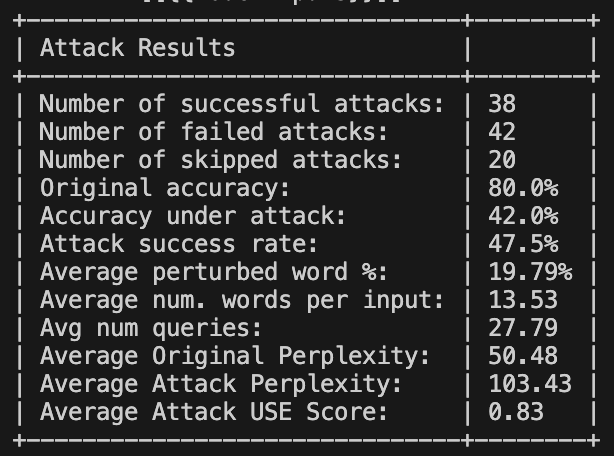 +--------------------------------+---------+
| Attack Results | |
+--------------------------------+---------+
| Number of successful attacks: | 38 |
| Number of failed attacks: | 42 |
| Number of skipped attacks: | 20 |
| Original accuracy: | 80.0% |
| Accuracy under attack: | 42.0% |
| Attack success rate: | 47.5% |
| Average perturbed word %: | 19.79% |
| Average num. words per input: | 13.53 |
| Avg num queries: | 27.79 |
| Average Original Perplexity: | 50.48 |
| Average Attack Perplexity: | 103.43 |
| Average Attack USE Score: | 0.83 |
+--------------------------------+---------+